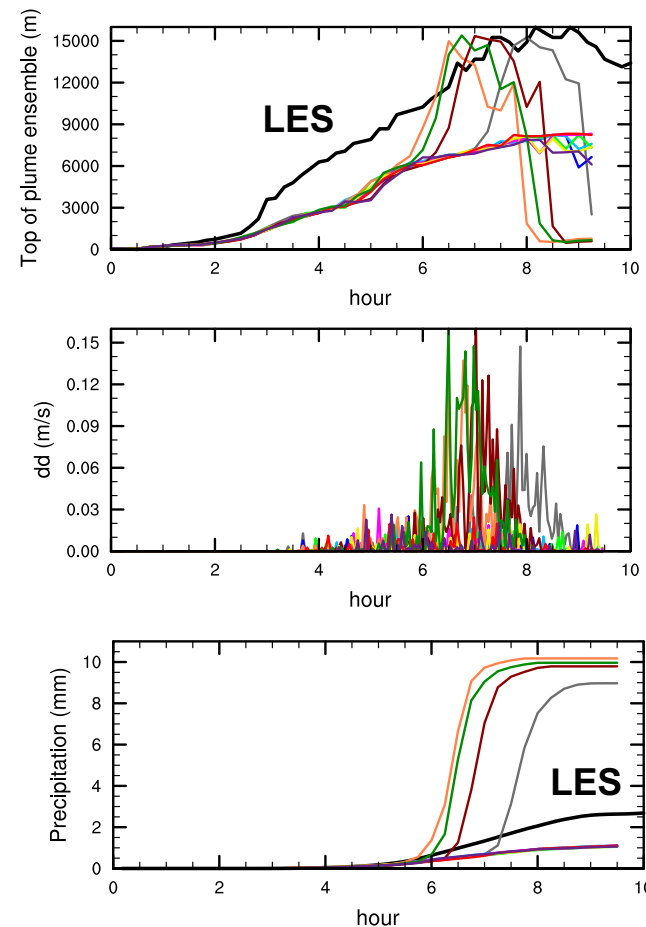 Top of plume ensemble (m)
15000
12000
9000
6000
3000
0
LES
0 2 4 6 8 10
hour
dd (m/s)
0.15
0.12
0.09
0.06
0.03
0.00
0 2 4 6 8 10
hour
Precipitation (mm)
10
8
6
4
2
0
LES
0 2 4 6 8 10
hour